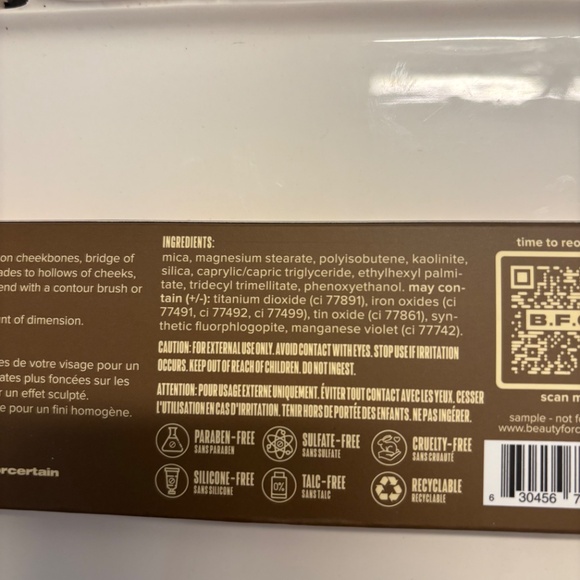 on cheekbones, bridge of
ades to hollows of cheeks,
end with a contour brush or
nt of dimension.
es de votre visage pour un
ates plus foncées sur les
r un effet sculpté.
e pour un fini homogène.
rcertain
INGREDIENTS:
mica, magnesium stearate, polyisobutene, kaolinite,
silica, caprylic/capric triglyceride, ethylhexyl palmi-
tate, tridecyl trimellitate, phenoxyethanol. may con-
tain (+/-): titanium dioxide (ci 77891), iron oxides (ci
77491, ci 77492, ci 77499), tin oxide (ci 77861), syn-
thetic fluorphlogopite, manganese violet (ci 77742).
CAUTION: FOR EXTERNAL USE ONLY. AVOID CONTACT WITH EYES. STOP USE IF IRRITATION
OCCURS. KEEP OUT OF REACH OF CHILDREN. DO NOT INGEST.
ATTENTION: POUR USAGE EXTERNE UNIQUEMENT. ÉVITER TOUT CONTACT AVEC LES YEUX. CESSER
L'UTILISATION EN CAS D'IRRITATION. TENIR HORS DE PORTÉE DES ENFANTS. NE PAS INGÉRER.
PARABEN-FREE
SANS PARABEN
SULFATE-FREE
SANS SULFATE
CRUELTY-FREE
SANS CRUAUTÉ
SILICONE-FREE
SANS SILICONE
0%
TALC-FREE
SANS TALC
RECYCLABLE
RECYCLABLE
time to reo
B.F.
scan m
sample - not fo
www.beautyforc
6 30456 7